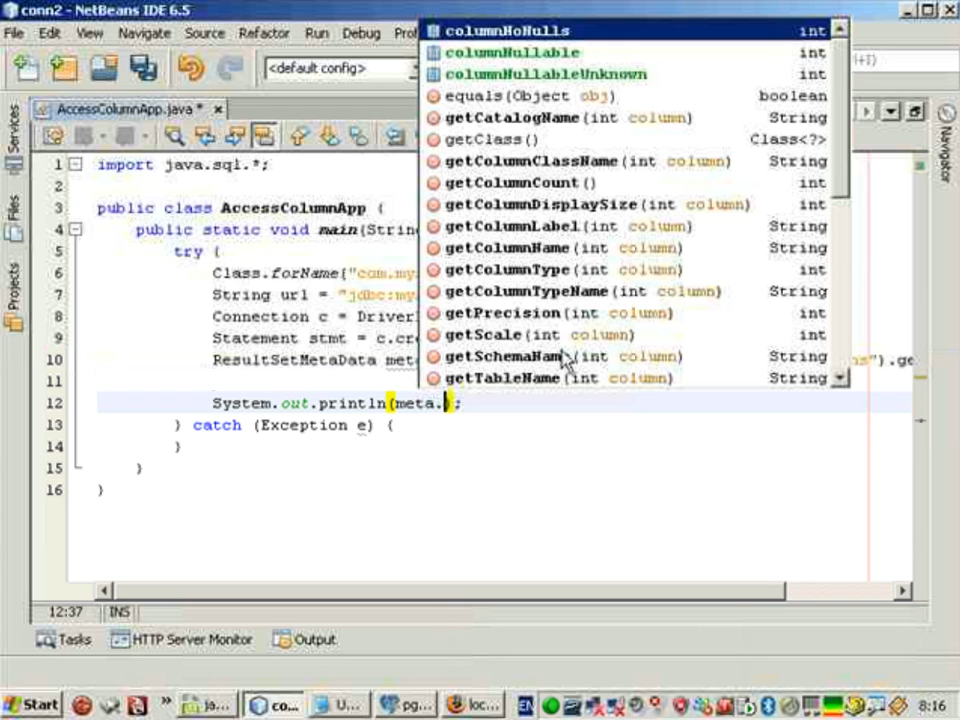 conn2 - NetBeans IDE 6.5
File Edit View Navigate Source Refactor Run Debug Prof
<default config>
AccessColumnApp.java *
Services
Files
Projects
Navigator
1 import java.sql.*;
2
3 public class AccessColumnApp {
4 public static void main(Strin
5 try {
6 Class.forName("com.my
7 String url = "jdbc:my
8 Connection c = Driver
9 Statement stmt = c.cre
10 ResultSetMetaData met s").ge
11
12 System.out.println(meta.);
13 } catch (Exception e) {
14 }
15 }
16 }
columnNoNulls int
columnNullable int
columnNullableUnknown int
equals(Object obj) boolean
getCatalogName(int column) String
getClass() Class<?>
getColumnClassName(int column) String
getColumnCount() int
getColumnDisplaySize(int column) int
getColumnLabel(int column) String
getColumnName(int column) String
getColumnType(int column) int
getColumnTypeName(int column) String
getPrecision(int column) int
getScale(int column) int
getSchemaName(int column) String
getTableName(int column) String
12:37 INS
Tasks HTTP Server Monitor Output
Start ja... co... U... pg... loc... EN 8:16